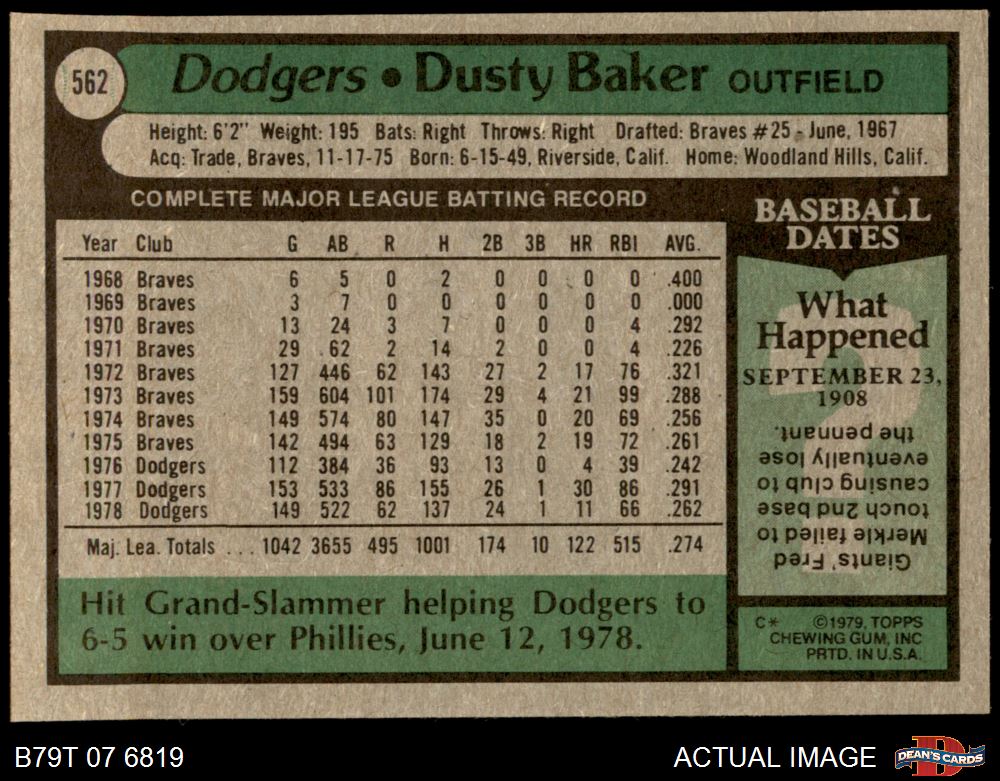 562
Dodgers • Dusty Baker OUTFIELD
Height: 6'2" Weight: 195 Bats: Right Throws: Right Drafted: Braves #25 - June, 1967
Acq: Trade, Braves, 11-17-75 Born: 6-15-49, Riverside, Calif. Home: Woodland Hills, Calif.
COMPLETE MAJOR LEAGUE BATTING RECORD
Year Club G AB R H 2B 3B HR RBI AVG.
1968 Braves 6 5 0 2 0 0 0 0 .400
1969 Braves 3 7 0 0 0 0 0 0 .000
1970 Braves 13 24 3 7 0 0 0 4 .292
1971 Braves 29 62 2 14 2 0 0 4 .226
1972 Braves 127 446 62 143 27 2 17 76 .321
1973 Braves 159 604 101 174 29 4 21 99 .288
1974 Braves 149 574 80 147 35 0 20 69 .256
1975 Braves 142 494 63 129 18 2 19 72 .261
1976 Dodgers 112 384 36 93 13 0 4 39 .242
1977 Dodgers 153 533 86 155 26 1 30 86 .291
1978 Dodgers 149 522 62 137 24 1 11 66 .262
Maj. Lea. Totals ... 1042 3655 495 1001 174 10 122 515 .274
Hit Grand-Slammer helping Dodgers to
6-5 win over Phillies, June 12, 1978.
BASEBALL
DATES
What
Happened
SEPTEMBER 23,
1908
Giants' Fred
Merkle failed to
touch 2nd base
causing club to
eventually lose
the pennant.
C* ©1979, TOPPS
CHEWING GUM, INC
PRTD. IN U.S.A.
B79T 07 6819
ACTUAL IMAGE
D
DEAN'S CARDS